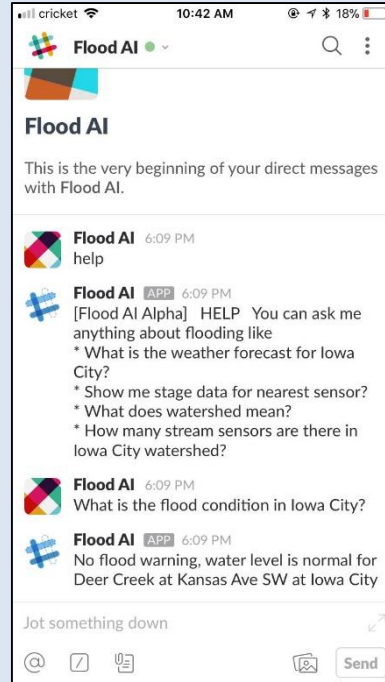 cricket 10:42 AM 18%
Flood AI
Flood AI
This is the very beginning of your direct messages
with Flood AI.
Flood AI 6:09 PM
help
Flood AI APP 6:09 PM
[Flood AI Alpha] HELP You can ask me
anything about flooding like
* What is the weather forecast for Iowa
City?
* Show me stage data for nearest sensor?
* What does watershed mean?
* How many stream sensors are there in
Iowa City watershed?
Flood AI 6:09 PM
What is the flood condition in Iowa City?
Flood AI APP 6:09 PM
No flood warning, water level is normal for
Deer Creek at Kansas Ave SW at Iowa City
Jot something down
@ / Send